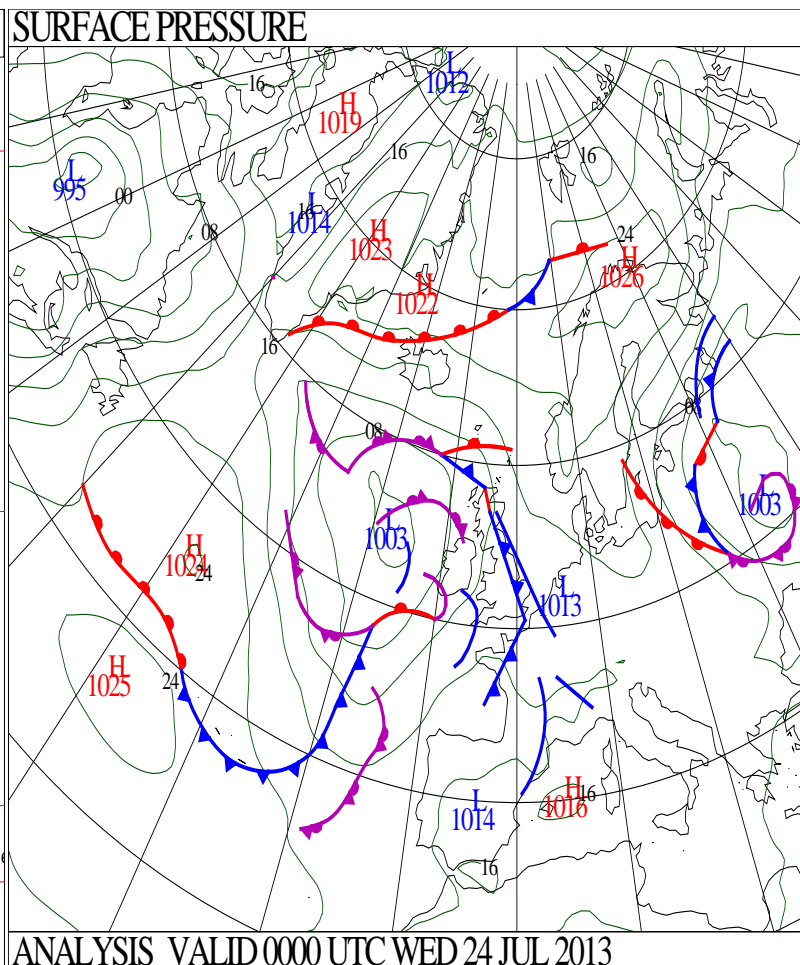 SURFACE PRESSURE
L
1012
16
H
1019
16
16
L
995
00
L
16
1014
08
H
1023
24
H
1026
H
1022
16
08
08
L
1003
L
1003
H
1024
24
L
1013
H
1025
24
H
1016
16
L
1014
16
ANALYSIS VALID 0000 UTC WED 24 JUL 2013